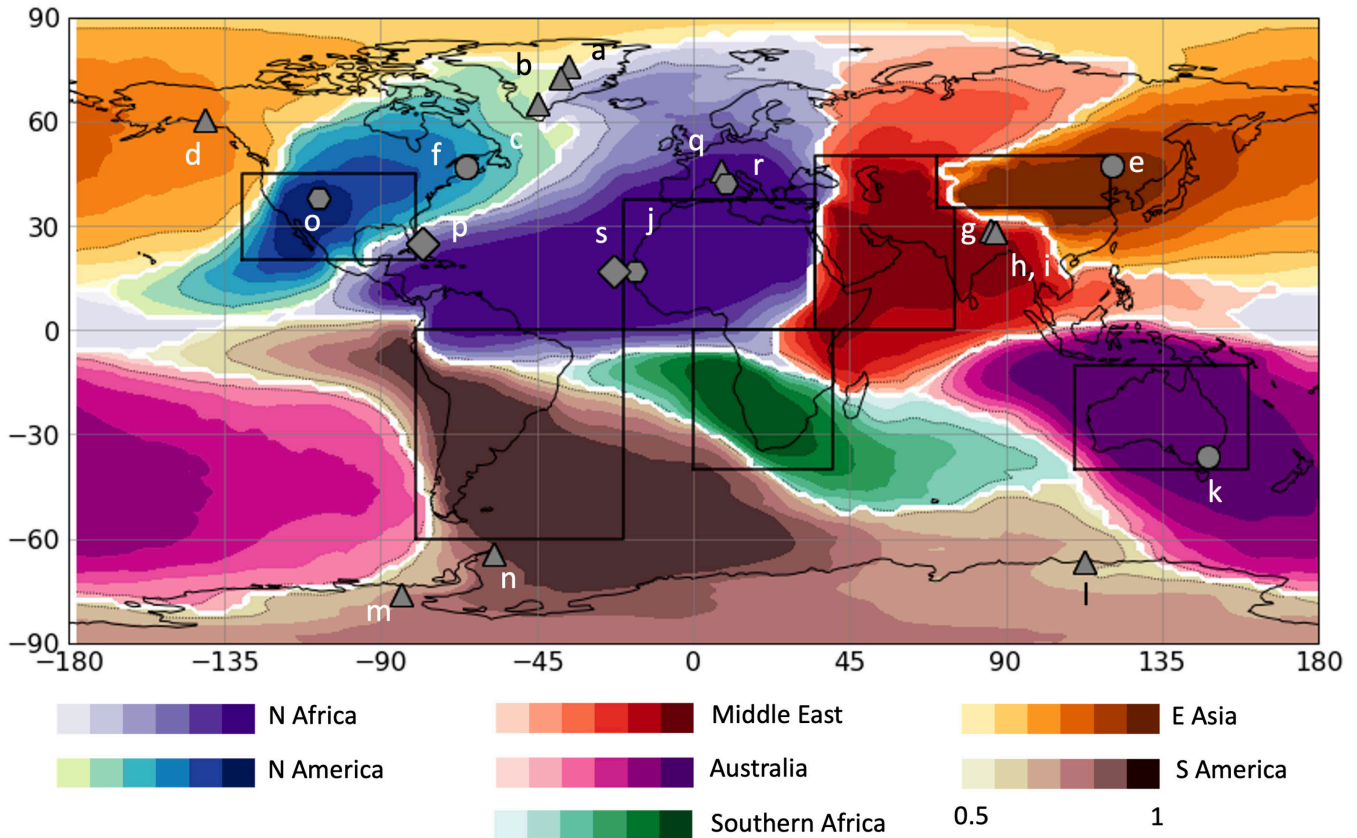 90
60
30
0
−30
−60
−90
a
b
c
d
f
q
r
e
o
p
s
j
g
h, i
k
n
m
l
−180 −135 −90 −45 0 45 90 135 180
N Africa Middle East E Asia
N America Australia S America
Southern Africa 0.5 1